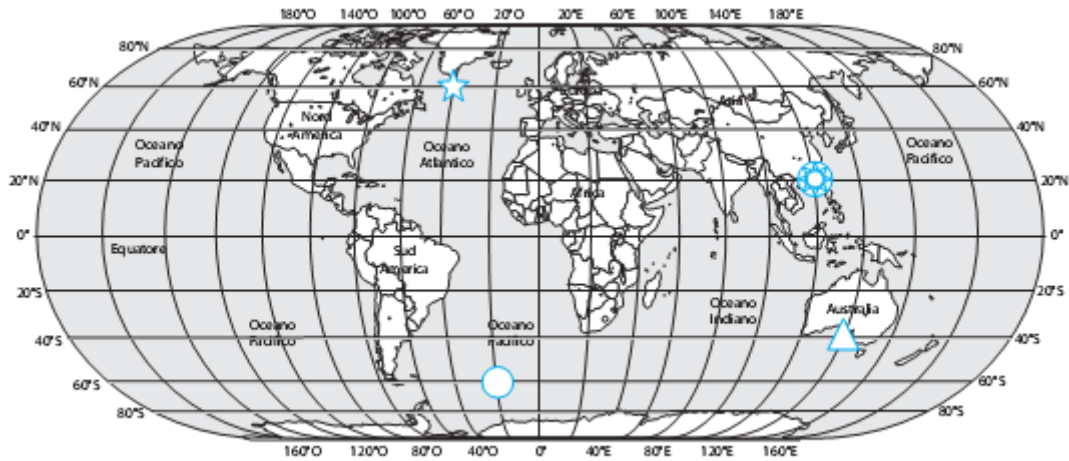 180°O 140°O 100°O 60°O 20°O 20°E 60°E 100°E 140°E 180°E
80°N 80°N
60°N 60°N
Europa Asia
Nord
America
40°N 40°N
Oceano
Pacifico
Oceano
Atlantico
Oceano
Pacifico
20°N 20°N
Africa
0° 0°
Equatore
Sud
America
20°S 20°S
Oceano
Indiano
Australia
Oceano
Pacifico
Oceano
Pacifico
40°S 40°S
60°S 60°S
80°S 80°S
160°O 120°O 80°O 40°O 0° 40°E 80°E 120°E 160°E